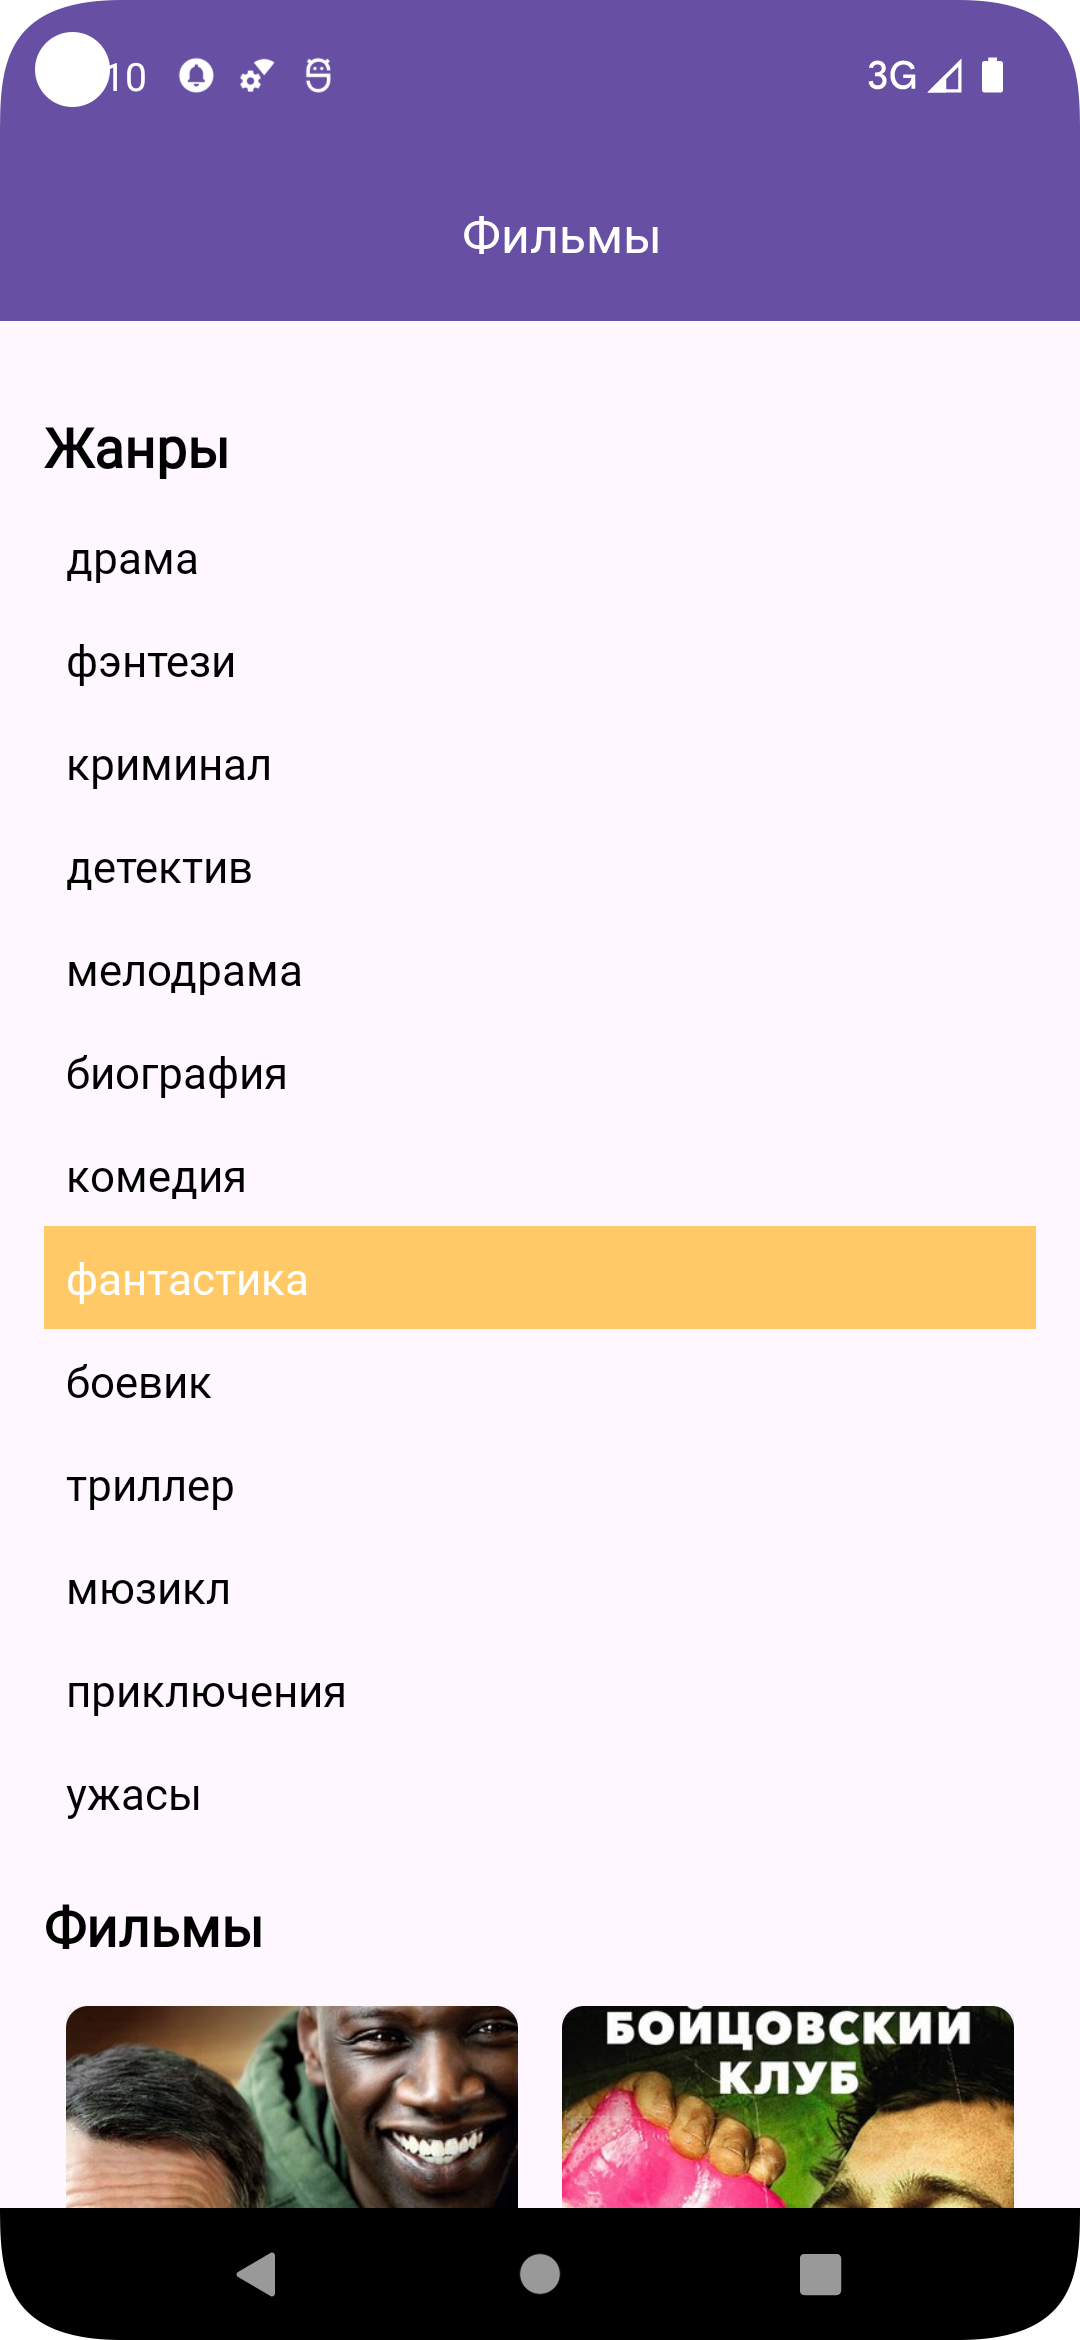 10
3G
Фильмы
Жанры
драма
фэнтези
криминал
детектив
мелодрама
биография
комедия
фантастика
боевик
триллер
мюзикл
приключения
ужасы
Фильмы
БОЙЦОВСКИЙ
КЛУБ